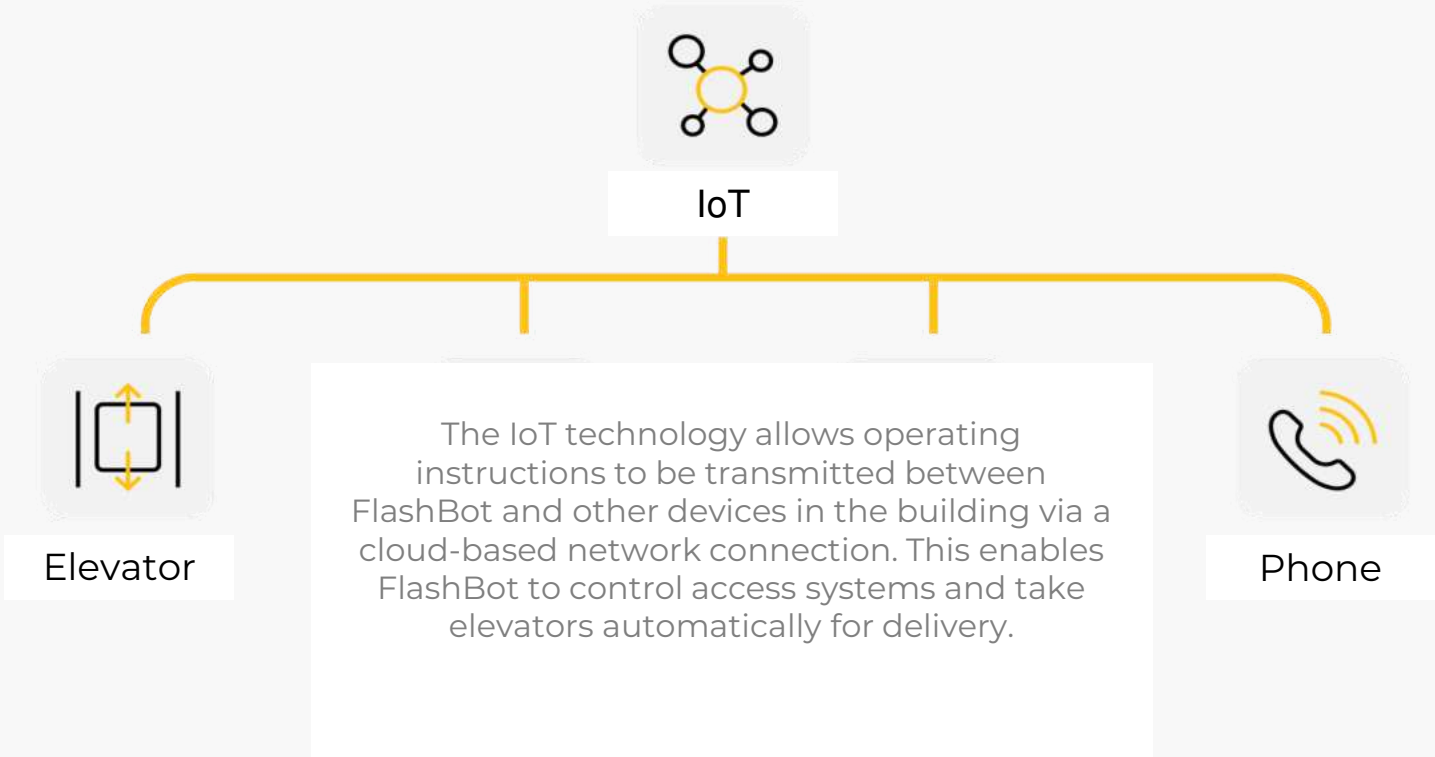 IoT
Elevator
The IoT technology allows operating
instructions to be transmitted between
FlashBot and other devices in the building via a
cloud-based network connection. This enables
FlashBot to control access systems and take
elevators automatically for delivery.
Phone